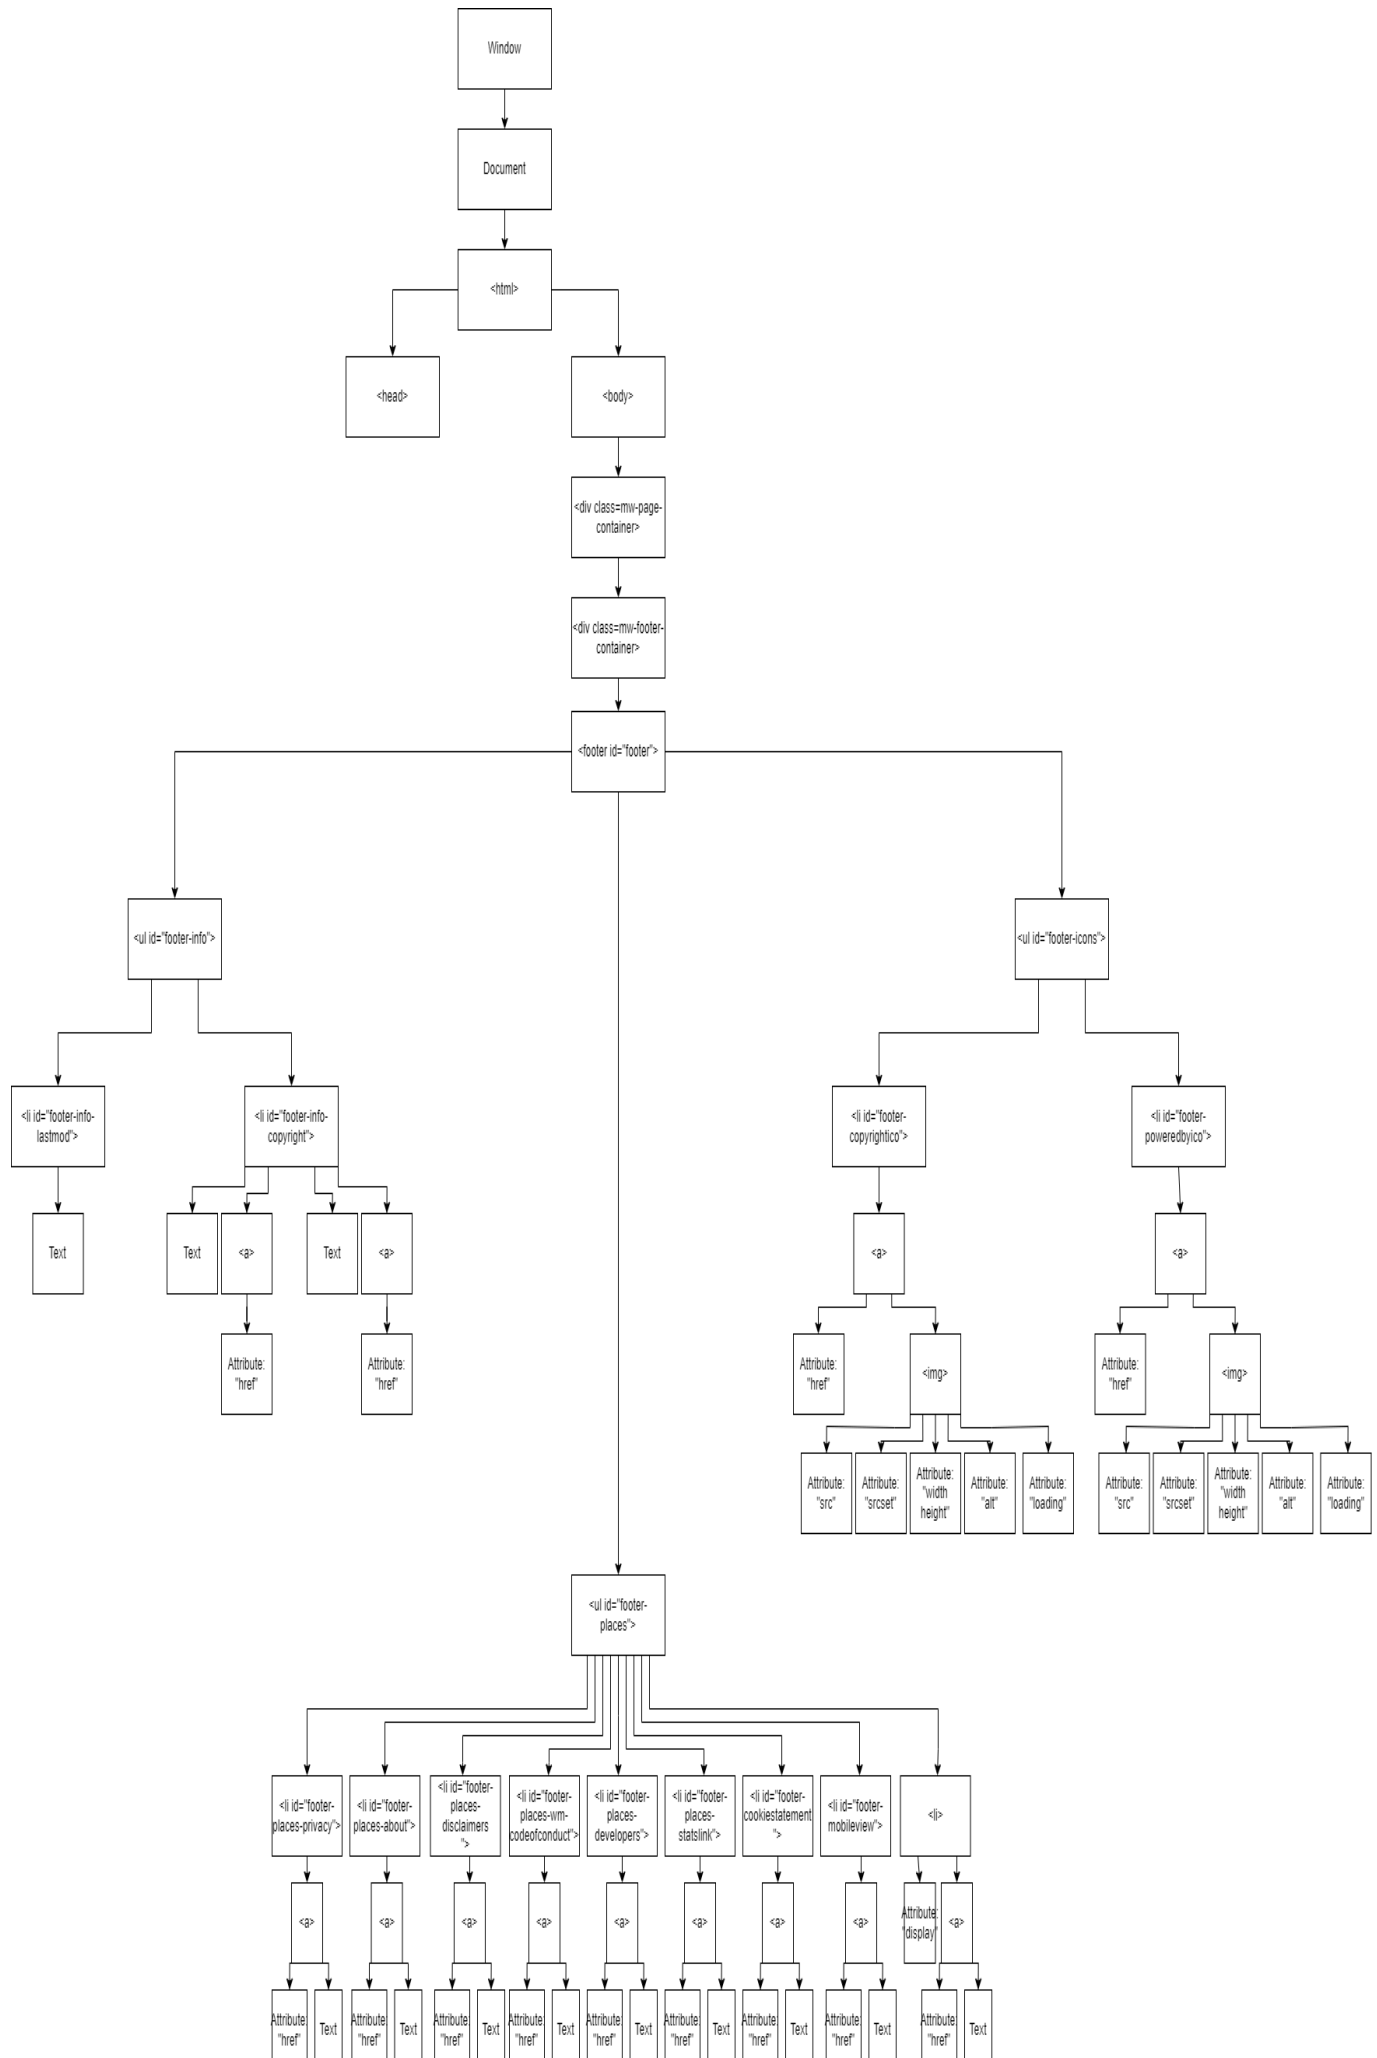 Window
Document
<html>
<head>
<body>
<div class=mw-page-
container>
<div class=mw-footer-
container>
<footer id="footer">
<ul id="footer-info">
<ul id="footer-icons">
<li id="footer-info-
lastmod">
<li id="footer-info-
copyright">
<li id="footer-
copyrightico">
<li id="footer-
poweredbyico">
Text
Text
<a>
Text
<a>
<a>
<a>
Attribute:
"href"
Attribute:
"href"
Attribute:
"href"
<img>
Attribute:
"href"
<img>
Attribute:
"src"
Attribute:
"srcset"
Attribute:
"width
height"
Attribute:
"alt"
Attribute:
"loading"
Attribute:
"src"
Attribute:
"srcset"
Attribute:
"width
height"
Attribute:
"alt"
Attribute:
"loading"
<ul id="footer-
places">
<li id="footer-
places-privacy">
<li id="footer-
places-about">
<li id="footer-
places-
disclaimers
">
<li id="footer-
places-wm-
codeofconduct">
<li id="footer-
places-
developers">
<li id="footer-
places-
statslink">
<li id="footer-
cookiestatement
">
<li id="footer-
mobileview">
<li>
<a>
<a>
<a>
<a>
<a>
<a>
<a>
<a>
Attribute:
"display"
<a>
Attribute:
"href"
Text
Attribute:
"href"
Text
Attribute:
"href"
Text
Attribute:
"href"
Text
Attribute:
"href"
Text
Attribute:
"href"
Text
Attribute:
"href"
Text
Attribute:
"href"
Text
Attribute:
"href"
Text